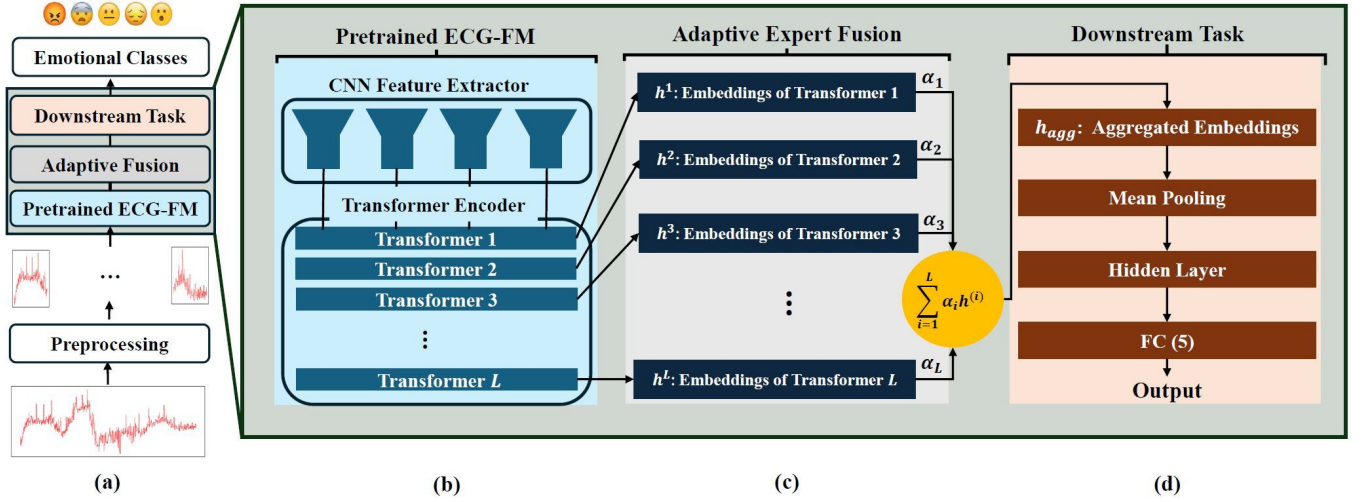 Emotional Classes
Downstream Task
Adaptive Fusion
Pretrained ECG-FM
...
Preprocessing
(a)
Pretrained ECG-FM
CNN Feature Extractor
Transformer Encoder
Transformer 1
Transformer 2
Transformer 3
⋮
Transformer L
(b)
Adaptive Expert Fusion
h¹: Embeddings of Transformer 1
α₁
h²: Embeddings of Transformer 2
α₂
h³: Embeddings of Transformer 3
α₃
⋮
∑ᵢ₌₁ᴸ αᵢh⁽ⁱ⁾
hᴸ: Embeddings of Transformer L
α_L
(c)
Downstream Task
h_agg: Aggregated Embeddings
Mean Pooling
Hidden Layer
FC (5)
Output
(d)